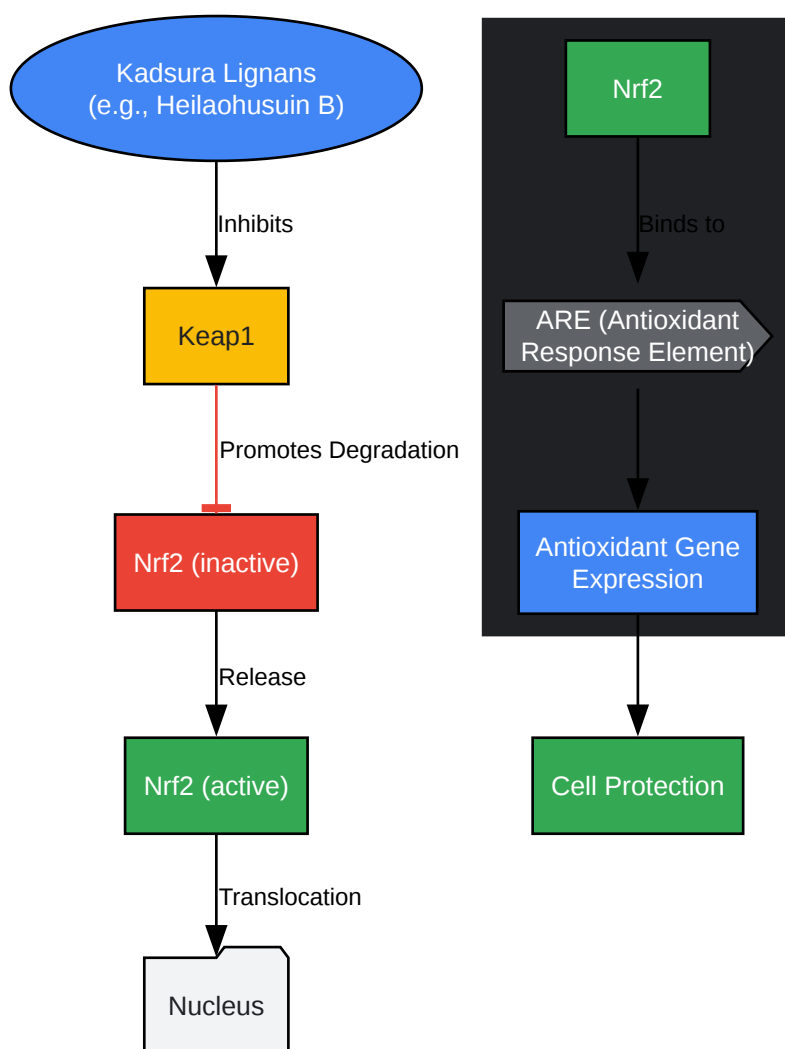 Kadsura Lignans
(e.g., Heilaohusuin B)
Inhibits
Keap1
Promotes Degradation
Nrf2 (inactive)
Release
Nrf2 (active)
Translocation
Nucleus
Nrf2
Binds to
ARE (Antioxidant
Response Element)
Antioxidant Gene
Expression
Cell Protection